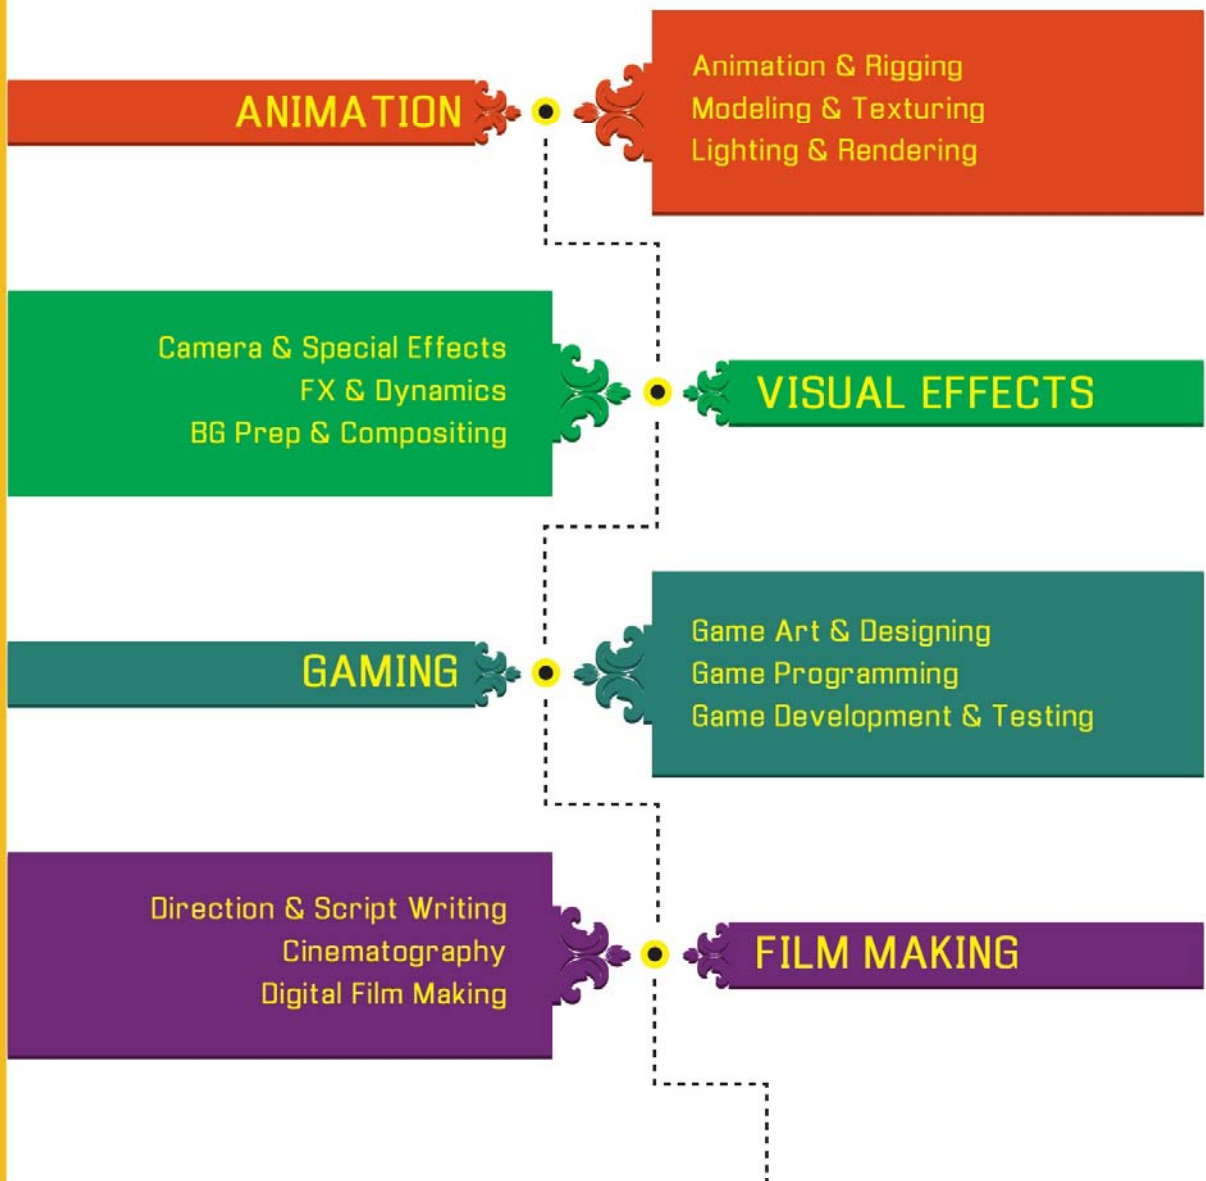 ANIMATION
Animation & Rigging
Modeling & Texturing
Lighting & Rendering
Camera & Special Effects
FX & Dynamics
BG Prep & Compositing
VISUAL EFFECTS
GAMING
Game Art & Designing
Game Programming
Game Development & Testing
Direction & Script Writing
Cinematography
Digital Film Making
FILM MAKING